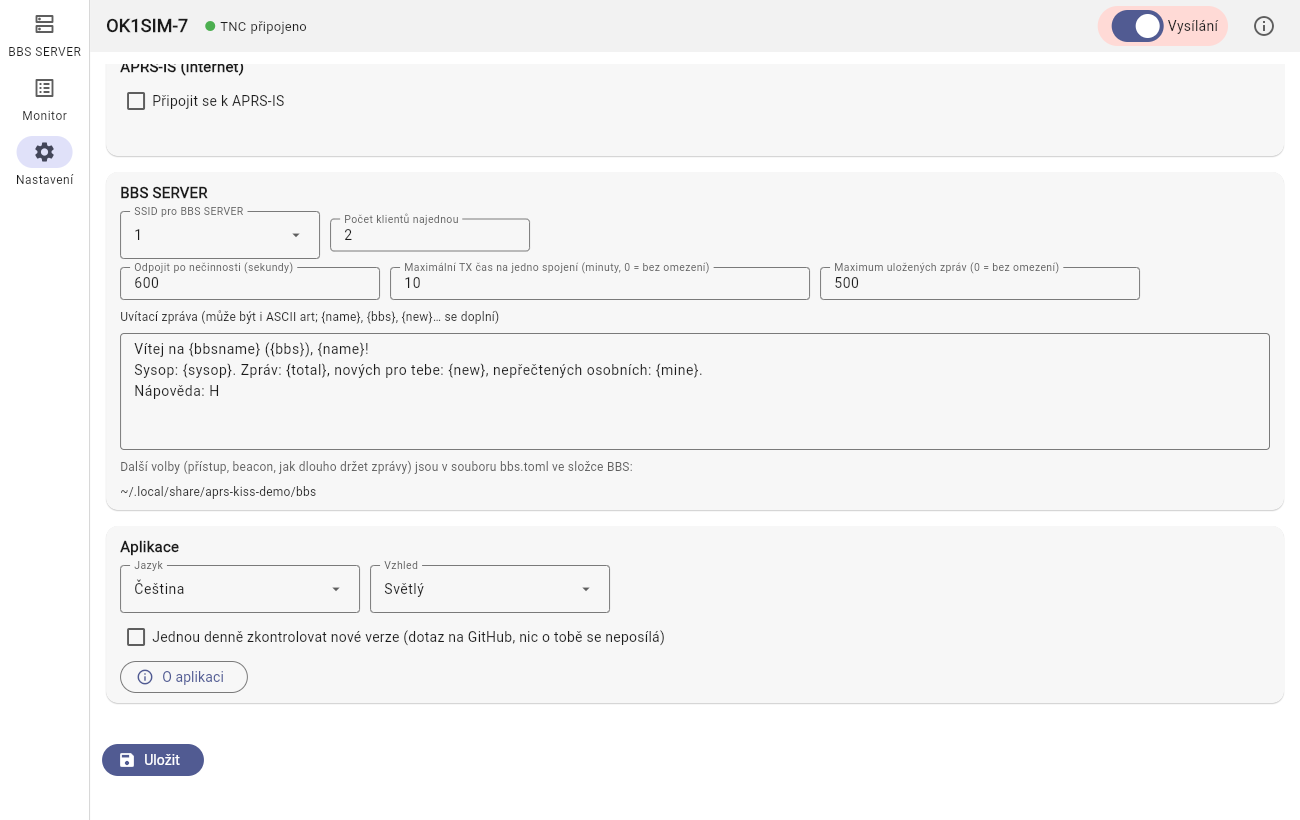 OK1SIM-7
TNC připojeno
Vysílání
BBS SERVER
Monitor
Nastavení
APRS-IS (internet)
Připojit se k APRS-IS
BBS SERVER
SSID pro BBS SERVER
1
Počet klientů najednou
2
Odpojit po nečinnosti (sekundy)
600
Maximální TX čas na jedno spojení (minuty, 0 = bez omezení)
10
Maximum uložených zpráv (0 = bez omezení)
500
Uvítací zpráva (může být i ASCII art; {name}, {bbs}, {new}… se doplní)
Vítej na {bbsname} ({bbs}), {name}!
Sysop: {sysop}. Zpráv: {total}, nových pro tebe: {new}, nepřečtených osobních: {mine}.
Nápověda: H
Další volby (přístup, beacon, jak dlouho držet zprávy) jsou v souboru bbs.toml ve složce BBS:
~/.local/share/aprs-kiss-demo/bbs
Aplikace
Jazyk
Čeština
Vzhled
Světlý
Jednou denně zkontrolovat nové verze (dotaz na GitHub, nic o tobě se neposílá)
O aplikaci
Uložit